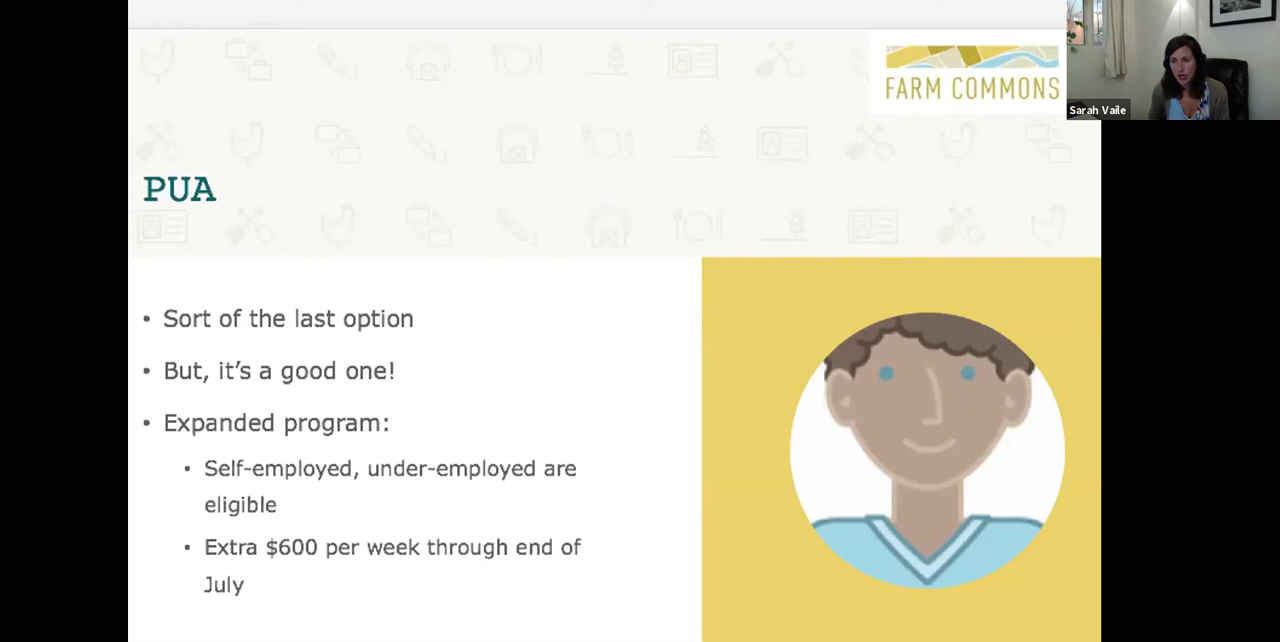 FARM COMMONS
Sarah Vaile
PUA
• Sort of the last option
• But, it's a good one!
• Expanded program:
• Self-employed, under-employed are
eligible
• Extra $600 per week through end of
July